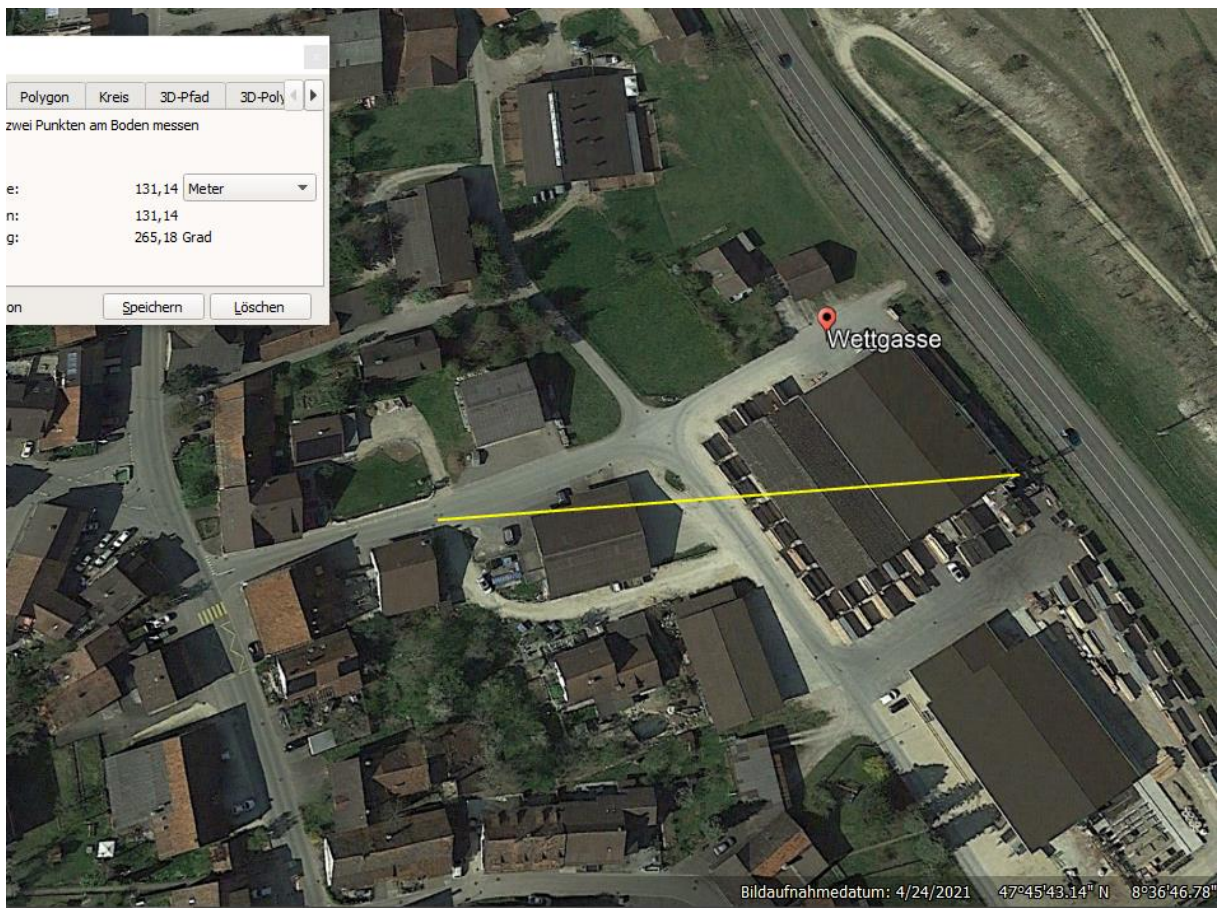 Polygon Kreis 3D-Pfad 3D-Poly
zwei Punkten am Boden messen
e: 131,14 Meter
n: 131,14
g: 265,18 Grad
on Speichern Löschen
Wettgasse
Bildaufnahmedatum: 4/24/2021 47°45'43.14" N 8°36'46.78"